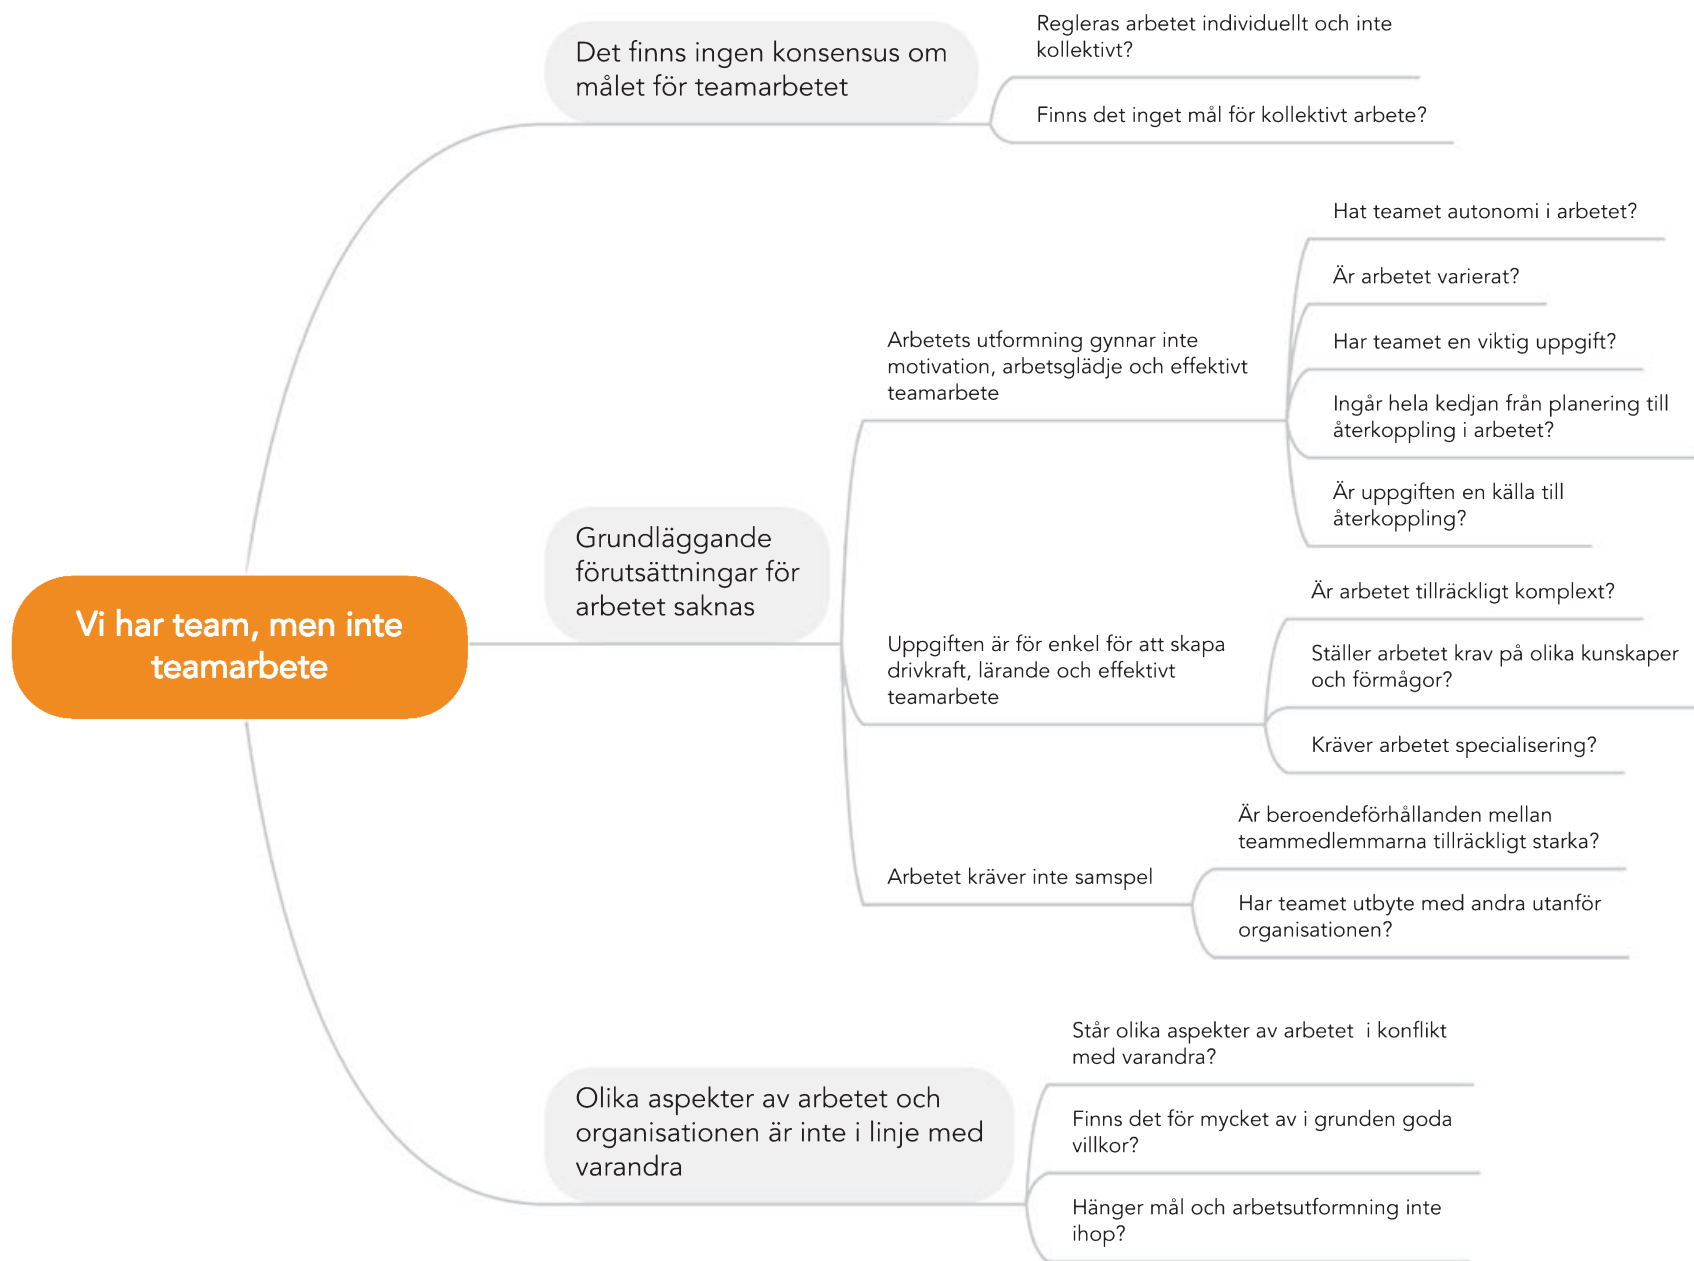 Det finns ingen konsensus om
målet för teamarbetet
Regleras arbetet individuellt och inte
kollektivt?
Finns det inget mål för kollektivt arbete?
Vi har team, men inte
teamarbete
Grundläggande
förutsättningar för
arbetet saknas
Arbetets utformning gynnar inte
motivation, arbetsglädje och effektivt
teamarbete
Hat teamet autonomi i arbetet?
Är arbetet varierat?
Har teamet en viktig uppgift?
Ingår hela kedjan från planering till
återkoppling i arbetet?
Är uppgiften en källa till
återkoppling?
Uppgiften är för enkel för att skapa
drivkraft, lärande och effektivt
teamarbete
Är arbetet tillräckligt komplext?
Ställer arbetet krav på olika kunskaper
och förmågor?
Kräver arbetet specialisering?
Arbetet kräver inte samspel
Är beroendeförhållanden mellan
teammedlemmarna tillräckligt starka?
Har teamet utbyte med andra utanför
organisationen?
Olika aspekter av arbetet och
organisationen är inte i linje med
varandra
Står olika aspekter av arbetet  i konflikt
med varandra?
Finns det för mycket av i grunden goda
villkor?
Hänger mål och arbetsutformning inte
ihop?